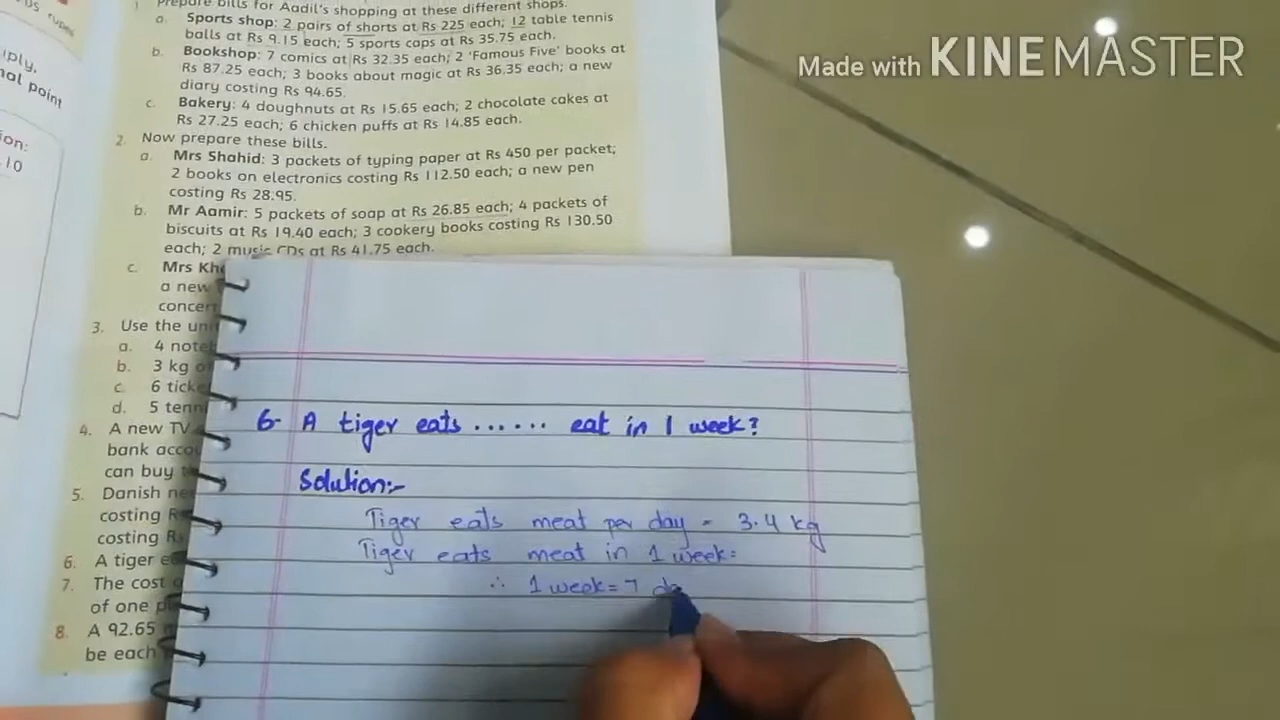 Made with KINEMASTER
Prepare bills for Aadil's shopping at these different shops.
a. Sports shop: 2 pairs of shorts at Rs 225 each; 12 table tennis
balls at Rs 9.15 each; 5 sports caps at Rs 35.75 each.
b. Bookshop: 7 comics at Rs 32.35 each; 2 'Famous Five' books at
Rs 87.25 each; 3 books about magic at Rs 36.35 each; a new
diary costing Rs 94.65.
c. Bakery: 4 doughnuts at Rs 15.65 each; 2 chocolate cakes at
Rs 27.25 each; 6 chicken puffs at Rs 14.85 each.
2. Now prepare these bills.
a. Mrs Shahid: 3 packets of typing paper at Rs 450 per packet;
2 books on electronics costing Rs 112.50 each; a new pen
costing Rs 28.95.
b. Mr Aamir: 5 packets of soap at Rs 26.85 each; 4 packets of
biscuits at Rs 19.40 each; 3 cookery books costing Rs 130.50
each; 2 music CDs at Rs 41.75 each.
c. Mrs
a new
3. Use the
a. 4
b. 3 kg
c. 6
d. 5
4. A new TV
bank
can buy
5. Danish
costing
costing
6. A tiger
7. The cost
of one
8. A 92.65
be each
6- A tiger eats ...... eat in 1 week?
Solution:-
Tiger eats meat per day = 3.4 kg
Tiger eats meat in 1 week=
∴ 1 week = 7